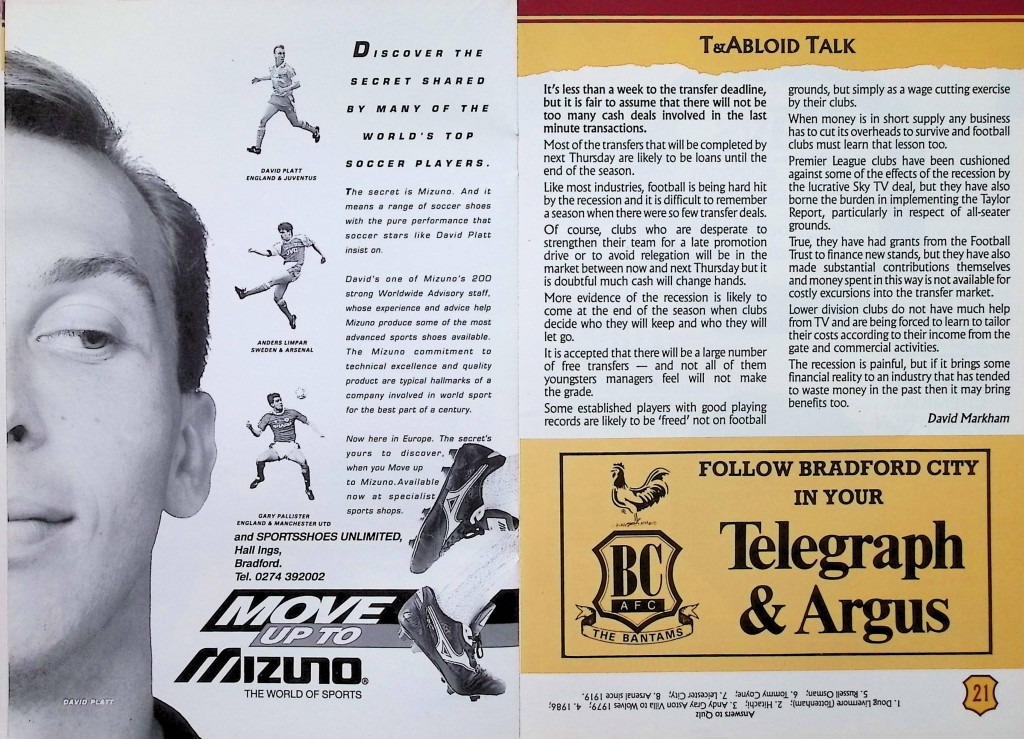 DISCOVER THE
SECRET SHARED
BY MANY OF THE
WORLD'S TOP
SOCCER PLAYERS.
DAVID PLATT
ENGLAND & JUVENTUS
The secret is Mizuno. And it
means a range of soccer shoes
with the pure performance that
soccer stars like David Platt
insist on.
David's one of Mizuno's 200
strong Worldwide Advisory staff,
whose experience and advice help
Mizuno produce some of the most
advanced sports shoes available.
The Mizuno commitment to
technical excellence and quality
product are typical hallmarks of a
company involved in world sport
for the best part of a century.
ANDERS LIMPAR
SWEDEN & ARSENAL
Now here in Europe. The secret's
yours to discover,
when you Move up
to Mizuno.Available
now at specialist
sports shops.
GARY PALLISTER
ENGLAND & MANCHESTER UTD
and SPORTSSHOES UNLIMITED,
Hall Ings,
Bradford.
Tel. 0274 392002
MOVE
UP TO
MIZUNO®
THE WORLD OF SPORTS
DAVID PLATT
T&ABLOID TALK
It's less than a week to the transfer deadline,
but it is fair to assume that there will not be
too many cash deals involved in the last
minute transactions.
Most of the transfers that will be completed by
next Thursday are likely to be loans until the
end of the season.
Like most industries, football is being hard hit
by the recession and it is difficult to remember
a season when there were so few transfer deals.
Of course, clubs who are desperate to
strengthen their team for a late promotion
drive or to avoid relegation will be in the
market between now and next Thursday but it
is doubtful much cash will change hands.
More evidence of the recession is likely to
come at the end of the season when clubs
decide who they will keep and who they will
let go.
It is accepted that there will be a large number
of free transfers — and not all of them
youngsters managers feel will not make
the grade.
Some established players with good playing
records are likely to be 'freed' not on football
grounds, but simply as a wage cutting exercise
by their clubs.
When money is in short supply any business
has to cut its overheads to survive and football
clubs must learn that lesson too.
Premier League clubs have been cushioned
against some of the effects of the recession by
the lucrative Sky TV deal, but they have also
borne the burden in implementing the Taylor
Report, particularly in respect of all-seater
grounds.
True, they have had grants from the Football
Trust to finance new stands, but they have also
made substantial contributions themselves
and money spent in this way is not available for
costly excursions into the transfer market.
Lower division clubs do not have much help
from TV and are being forced to learn to tailor
their costs according to their income from the
gate and commercial activities.
The recession is painful, but if it brings some
financial reality to an industry that has tended
to waste money in the past then it may bring
benefits too.
David Markham
FOLLOW BRADFORD CITY
IN YOUR
Telegraph
& Argus
BC
AFC
THE BANTAMS
Answers to Quiz
1. Doug Livermore (Tottenham); 2. Hitachi; 3. Andy Gray Aston Villa to Wolves 1979; 4. 1986;
5. Russell Osman; 6. Tommy Coyne; 7. Leicester City; 8. Arsenal since 1919.
21